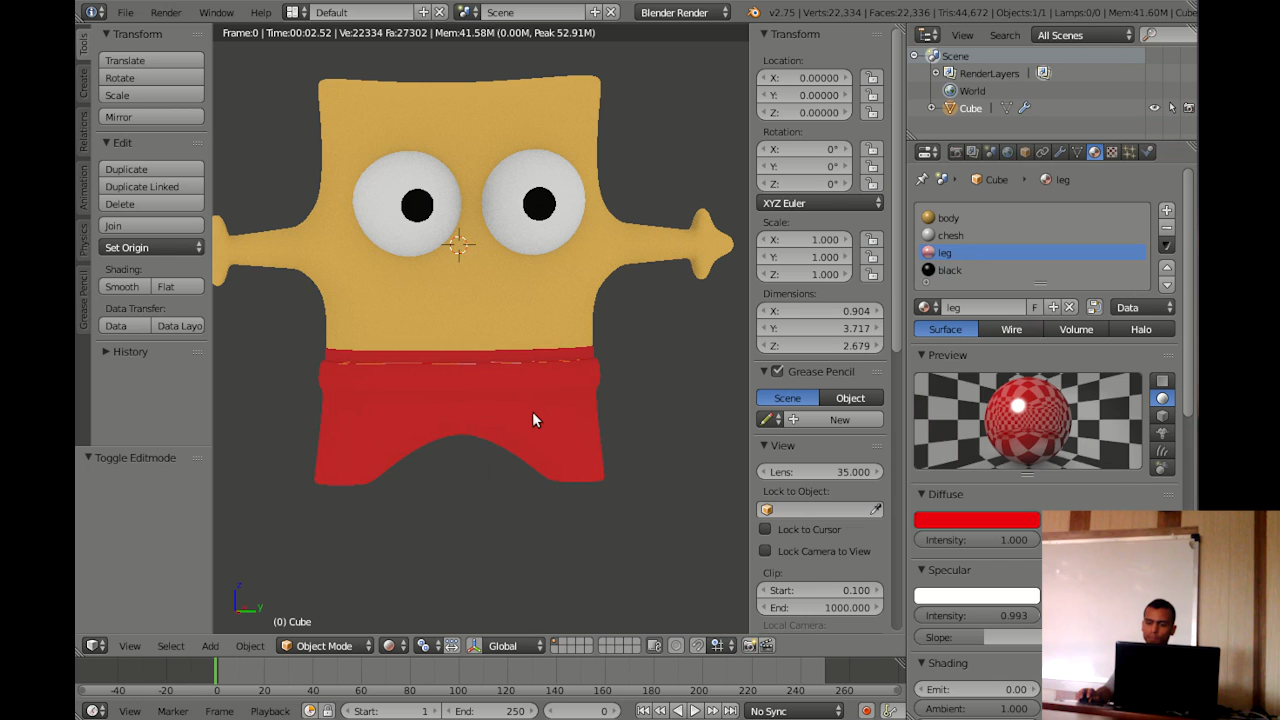 File Render Window Help Default Scene Blender Render v2.75 | Verts:22,334 | Faces:22,336 | Tris:44,672 | Objects:1/1 | Lamps:0/0 | Mem:41.60M | Cube
Frame:0 | Time:00:02.52 | Ve:22334 Fa:27302 | Mem:41.58M (0.00M, Peak 52.91M)
View Search All Scenes
Tools
Create
Relations
Animation
Physics
Grease Pencil
Transform
Translate
Rotate
Scale
Mirror
Edit
Duplicate
Duplicate Linked
Delete
Join
Set Origin
Shading:
Smooth Flat
Data Transfer:
Data Data Layo
History
Toggle Editmode
z
y
(0) Cube
Transform
Location:
X: 0.00000
Y: 0.00000
Z: 0.00000
Rotation:
X: 0°
Y: 0°
Z: 0°
XYZ Euler
Scale:
X: 1.000
Y: 1.000
Z: 1.000
Dimensions:
X: 0.904
Y: 3.717
Z: 2.679
Grease Pencil
Scene Object
New
View
Lens: 35.000
Lock to Object:
Lock to Cursor
Lock Camera to View
Clip:
Start: 0.100
End: 1000.000
Local Camera:
Scene
RenderLayers
World
Cube
Cube leg
body
chesh
leg
black
leg F Data
Surface Wire Volume Halo
Preview
Diffuse
Intensity: 1.000
Specular
Intensity: 0.993
Slope:
Shading
Emit: 0.00
Ambient: 1.000
View Select Add Object Object Mode Global
-40 -20 0 20 40 60 80 100 120 140 160 180 200 220 240 260
View Marker Frame Playback Start: 1 End: 250 0 No Sync